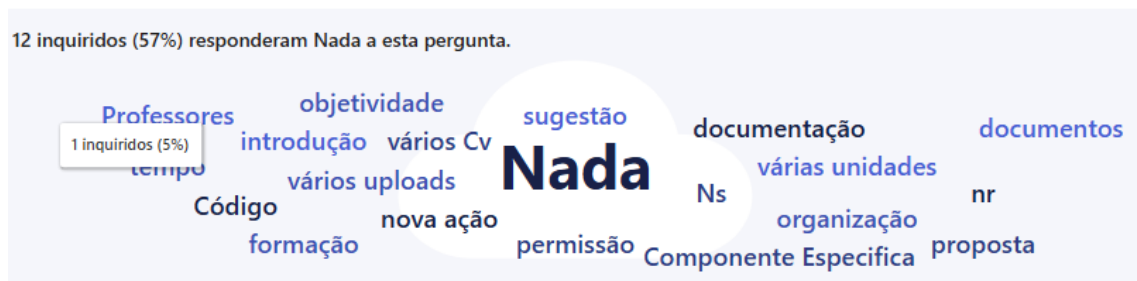 12 inquiridos (57%) responderam Nada a esta pergunta.
objetividade
Professores
sugestão
documentação
documentos
1 inquiridos (5%)
introdução
vários Cv
tempo
Nada
várias unidades
vários uploads
Ns
nr
Código
nova ação
organização
formação
permissão
Componente Especifica
proposta